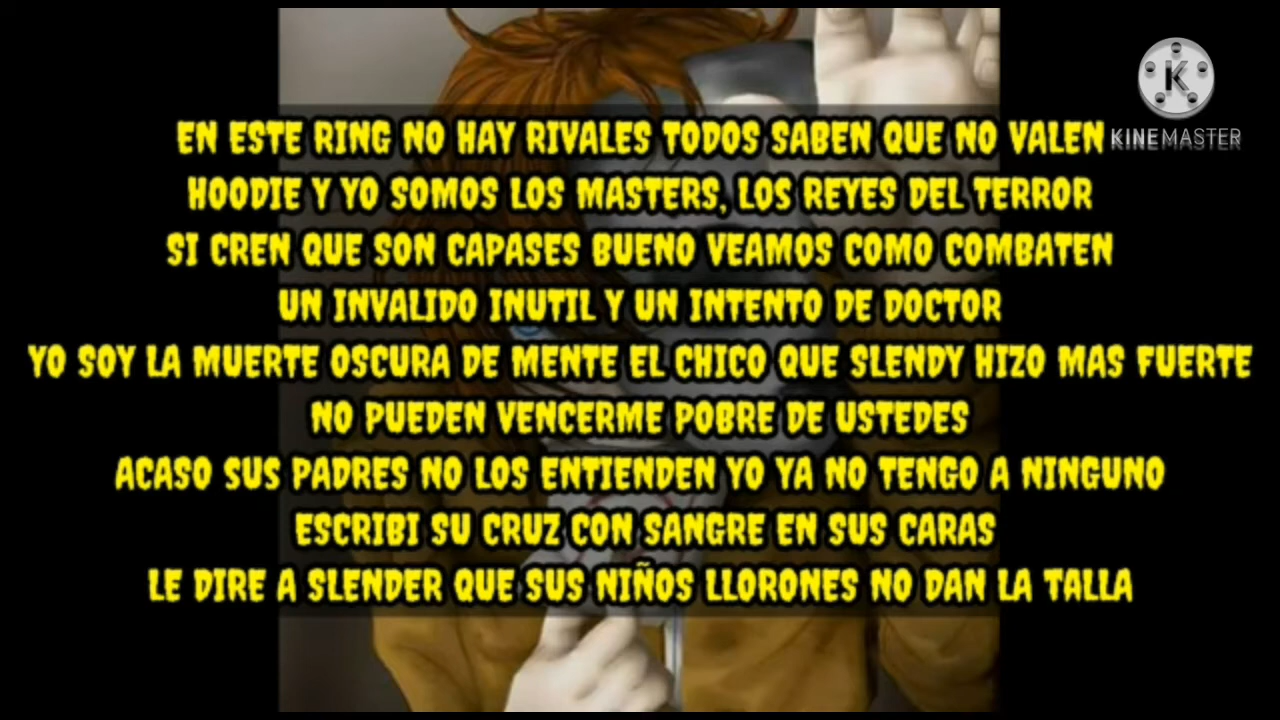 EN ESTE RING NO HAY RIVALES TODOS SABEN QUE NO VALEN
HOODIE Y YO SOMOS LOS MASTERS, LOS REYES DEL TERROR
SI CREN QUE SON CAPASES BUENO VEAMOS COMO COMBATEN
UN INVALIDO INUTIL Y UN INTENTO DE DOCTOR
YO SOY LA MUERTE OSCURA DE MENTE EL CHICO QUE SLENDY HIZO MAS FUERTE
NO PUEDEN VENCERME POBRE DE USTEDES
ACASO SUS PADRES NO LOS ENTIENDEN YO YA NO TENGO A NINGUNO
ESCRIBI SU CRUZ CON SANGRE EN SUS CARAS
LE DIRE A SLENDER QUE SUS NIÑOS LLORONES NO DAN LA TALLA
K
KINEMASTER